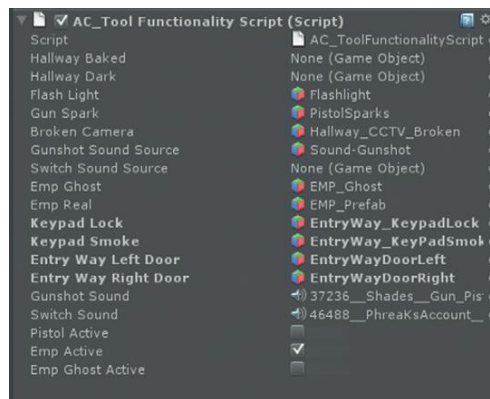 AC_Tool Functionality Script (Script)
Script AC_ToolFunctionalityScript
Hallway Baked None (Game Object)
Hallway Dark None (Game Object)
Flash Light Flashlight
Gun Spark PistolSparks
Broken Camera Hallway_CCTV_Broken
Gunshot Sound Source Sound-Gunshot
Switch Sound Source None (Game Object)
Emp Ghost EMP_Ghost
Emp Real EMP_Prefab
Keypad Lock EntryWay_KeypadLock
Keypad Smoke EntryWay_KeyPadSmok
Entry Way Left Door EntryWayDoorLeft
Entry Way Right Door EntryWayDoorRight
Gunshot Sound 37236__Shades__Gun_Pis
Switch Sound 46488__PhreaKsAccount__
Pistol Active
Emp Active
Emp Ghost Active